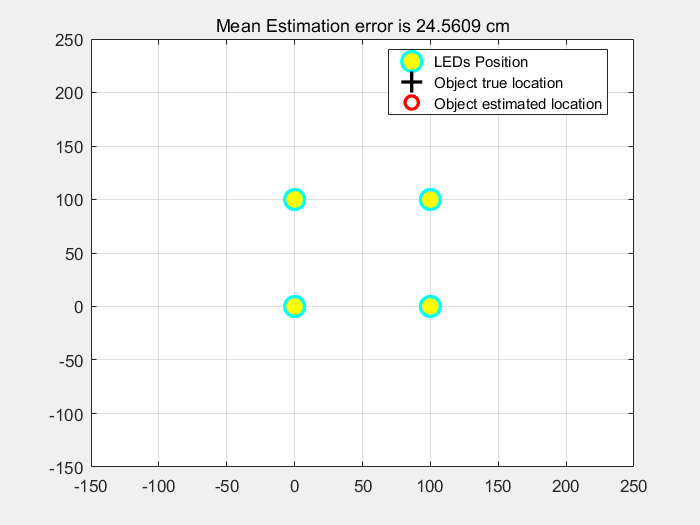 Mean Estimation error is 24.5609 cm
250
LEDs Position
Object true location
Object estimated location
200
150
100
50
0
-50
-100
-150
-150 -100 -50 0 50 100 150 200 250